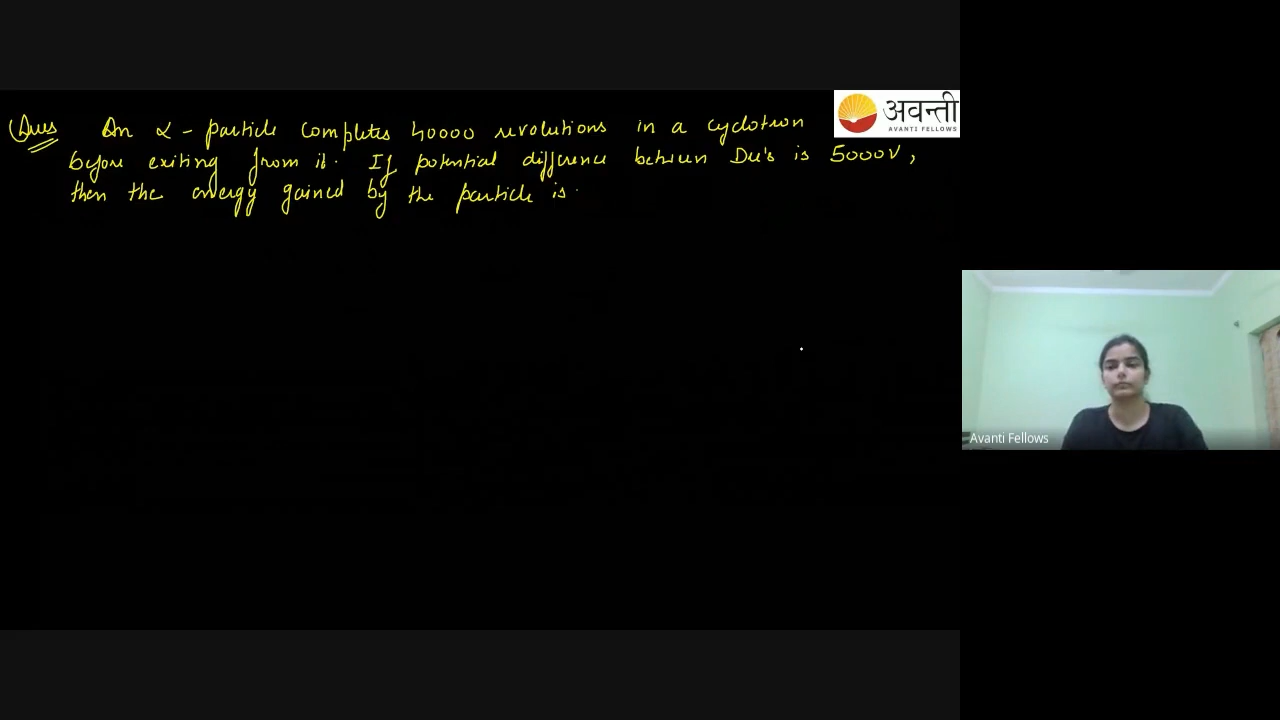 Ques An α - particle completes 40000 revolutions in a cyclotron
before exiting from it. If potential difference between Dee's is 5000V,
then the energy gained by the particle is.
अवन्ती
AVANTI FELLOWS
Avanti Fellows